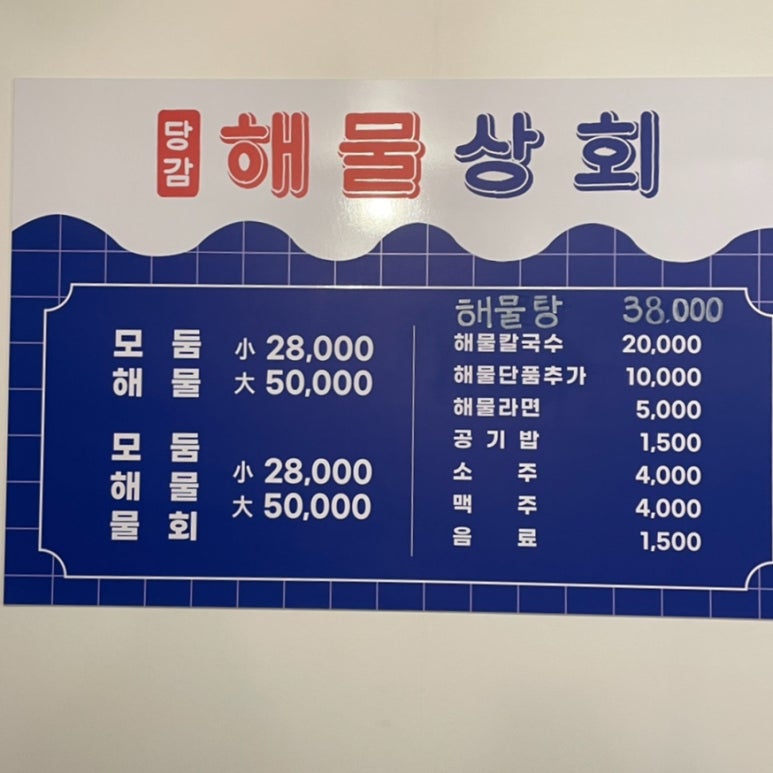 당감 해물상회
모둠 小 28,000
해물 大 50,000
모둠
해물 小 28,000
물회 大 50,000
해물탕 38,000
해물칼국수 20,000
해물단품추가 10,000
해물라면 5,000
공기밥 1,500
소주 4,000
맥주 4,000
음료 1,500